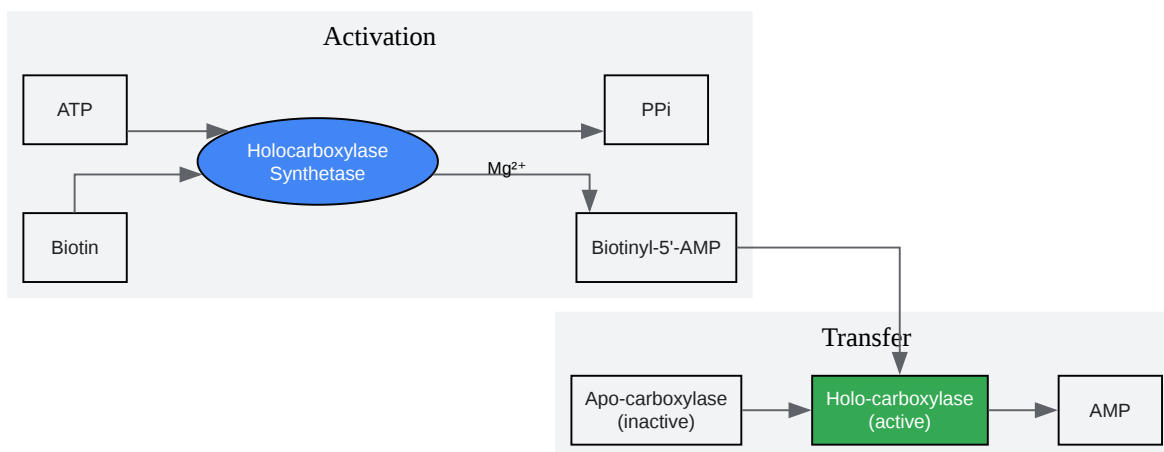 Activation
ATP
PPi
Holocarboxylase
Synthetase
Mg²⁺
Biotin
Biotinyl-5'-AMP
Transfer
Apo-carboxylase
(inactive)
Holo-carboxylase
(active)
AMP